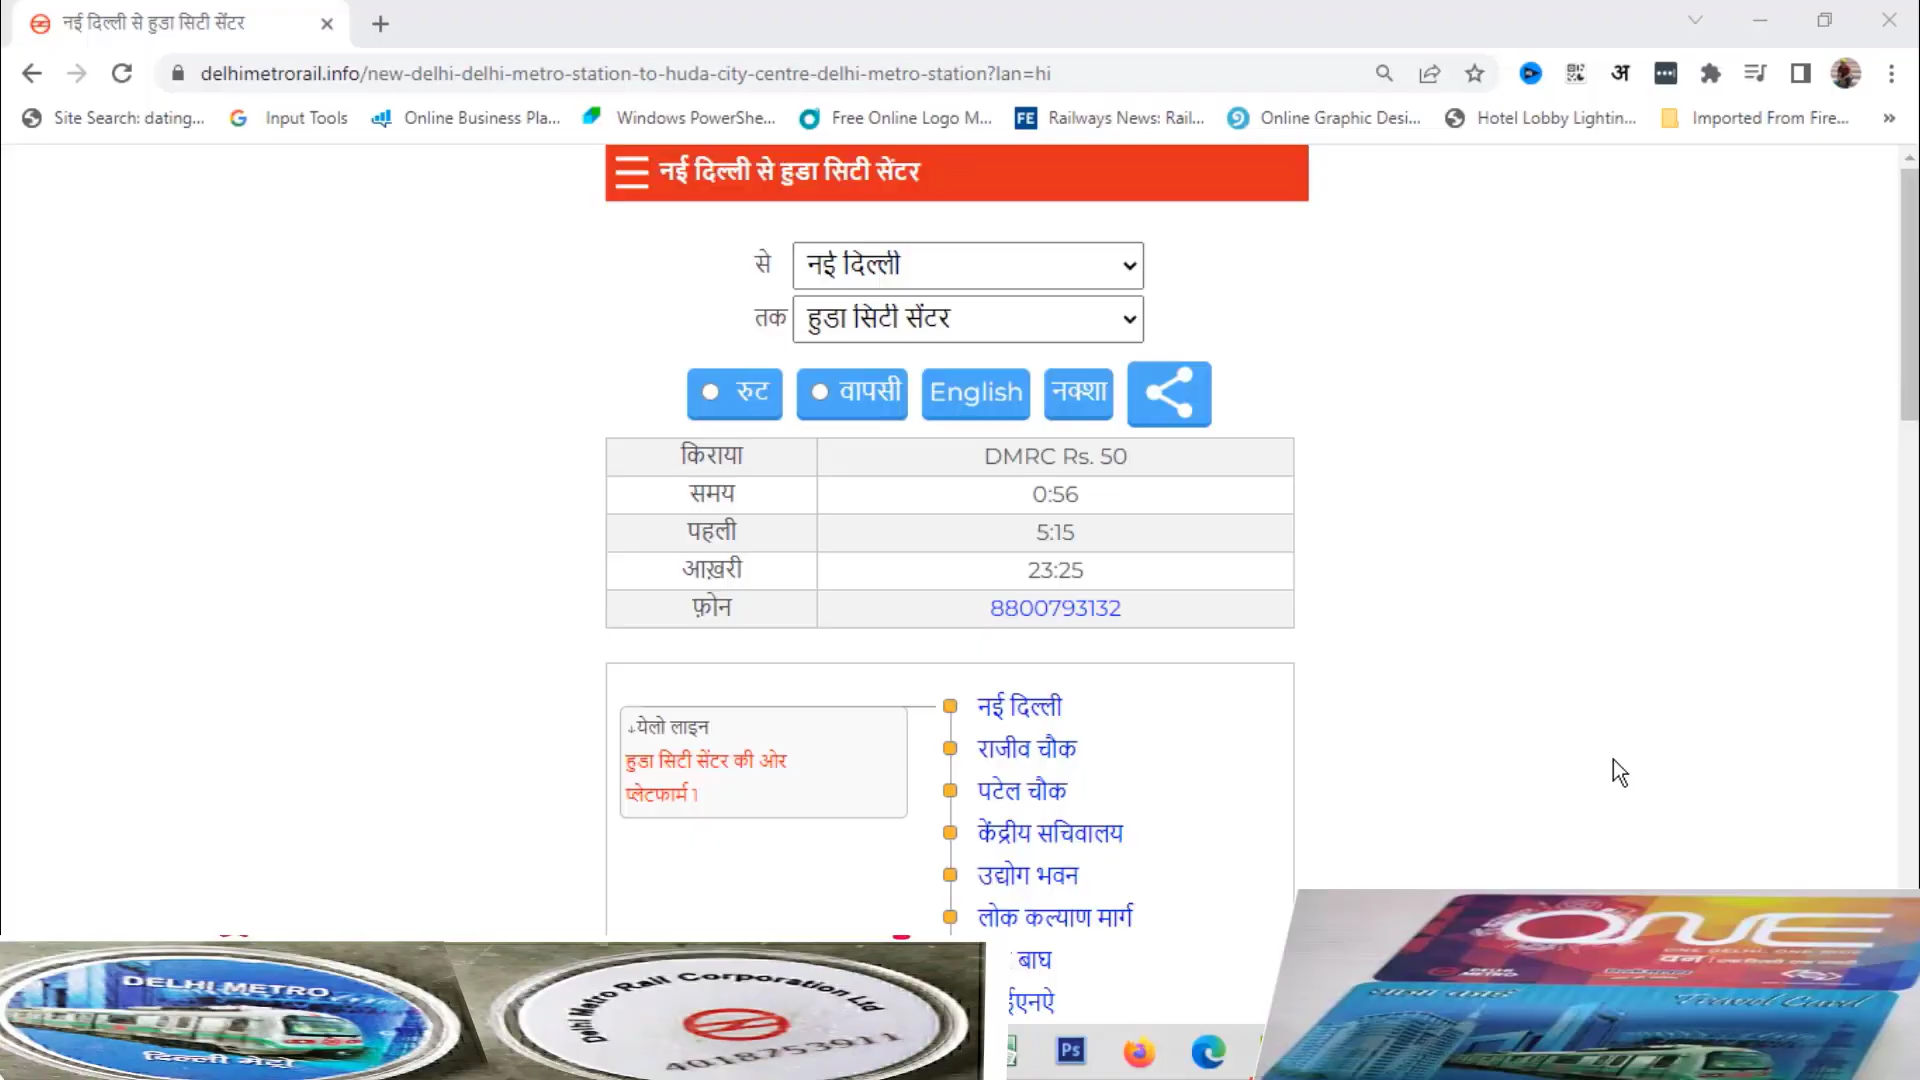 नई दिल्ली से हुडा सिटी सेंटर
delhimetrorail.info/new-delhi-delhi-metro-station-to-huda-city-centre-delhi-metro-station?lan=hi
अ
Site Search: dating...
Input Tools
Online Business Pla...
Windows PowerShe...
Free Online Logo M...
FE
Railways News: Rail...
Online Graphic Desi...
Hotel Lobby Lightin...
Imported From Fire...
नई दिल्ली से हुडा सिटी सेंटर
से नई दिल्ली
तक हुडा सिटी सेंटर
रुट वापसी English नक्शा
किराया DMRC Rs. 50
समय 0:56
पहली 5:15
आख़री 23:25
फ़ोन 8800793132
↓येलो लाइन
हुडा सिटी सेंटर की ओर
प्लेटफार्म 1
नई दिल्ली
राजीव चौक
पटेल चौक
केंद्रीय सचिवालय
उद्योग भवन
लोक कल्याण मार्ग
बाघ
DELHI METRO
दिल्ली मेट्रो
Delhi Metro Rail Corporation Ltd
4018253911
Ps
ONE
Travel Card